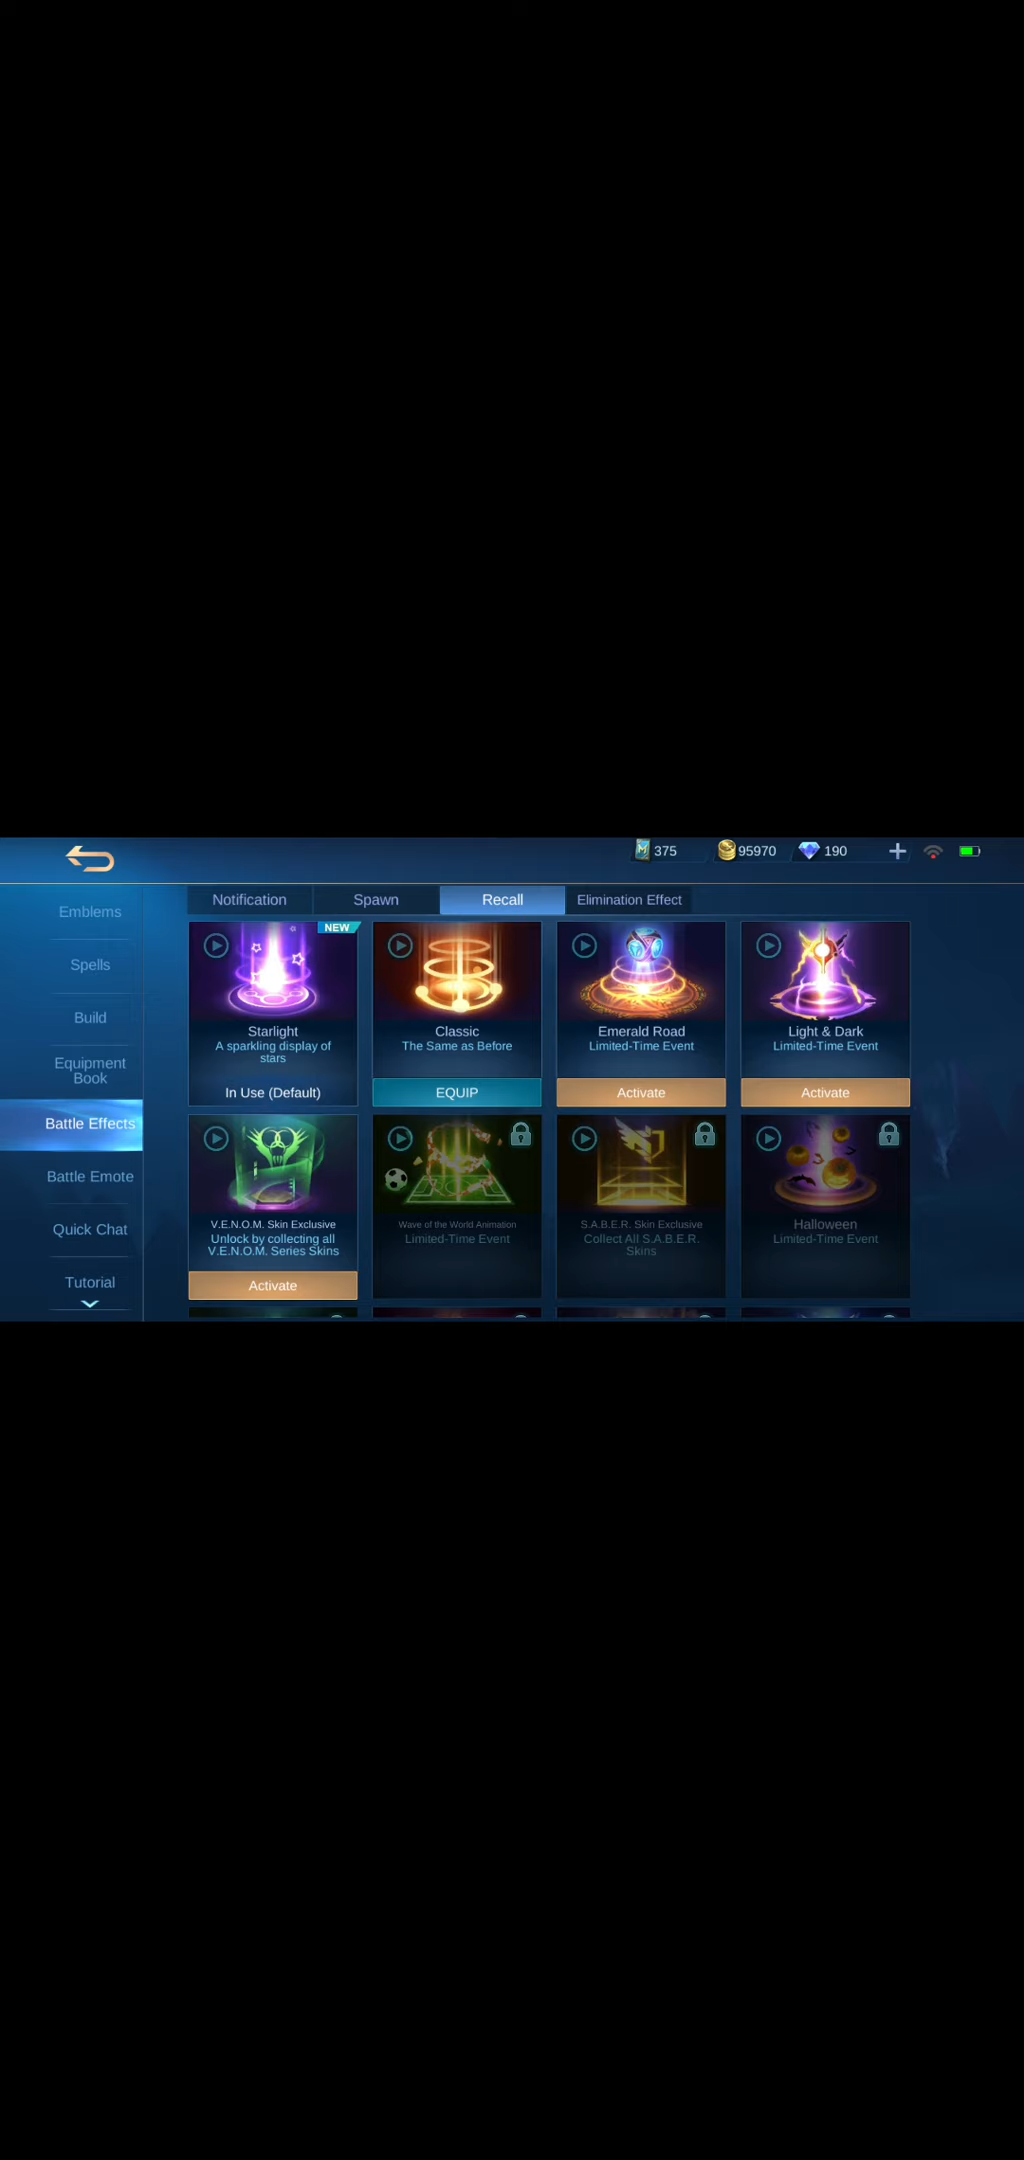 375
95970
190
Emblems
Spells
Build
Equipment
Book
Battle Effects
Battle Emote
Quick Chat
Tutorial
Notification
Spawn
Recall
Elimination Effect
NEW
Starlight
A sparkling display of
stars
In Use (Default)
Classic
The Same as Before
EQUIP
Emerald Road
Limited-Time Event
Activate
Light & Dark
Limited-Time Event
Activate
V.E.N.O.M. Skin Exclusive
Unlock by collecting all
V.E.N.O.M. Series Skins
Activate
Wave of the World Animation
Limited-Time Event
S.A.B.E.R. Skin Exclusive
Collect All S.A.B.E.R.
Skins
Halloween
Limited-Time Event